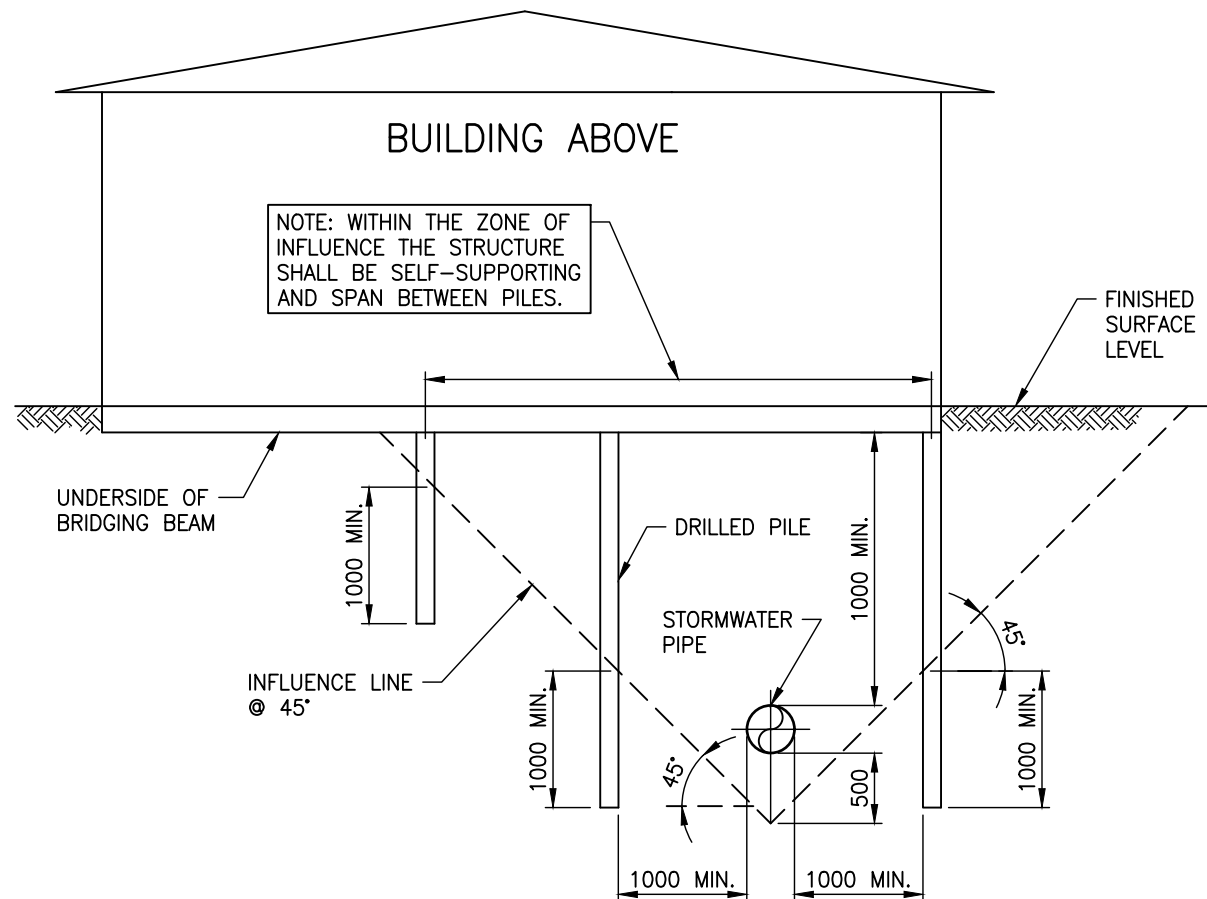 BUILDING ABOVE
NOTE: WITHIN THE ZONE OF
INFLUENCE THE STRUCTURE
SHALL BE SELF-SUPPORTING
AND SPAN BETWEEN PILES.
FINISHED
SURFACE
LEVEL
UNDERSIDE OF
BRIDGING BEAM
1000 MIN.
DRILLED PILE
1000 MIN.
STORMWATER
PIPE
45°
INFLUENCE LINE
@ 45°
1000 MIN.
45°
500
1000 MIN.
1000 MIN.
1000 MIN.